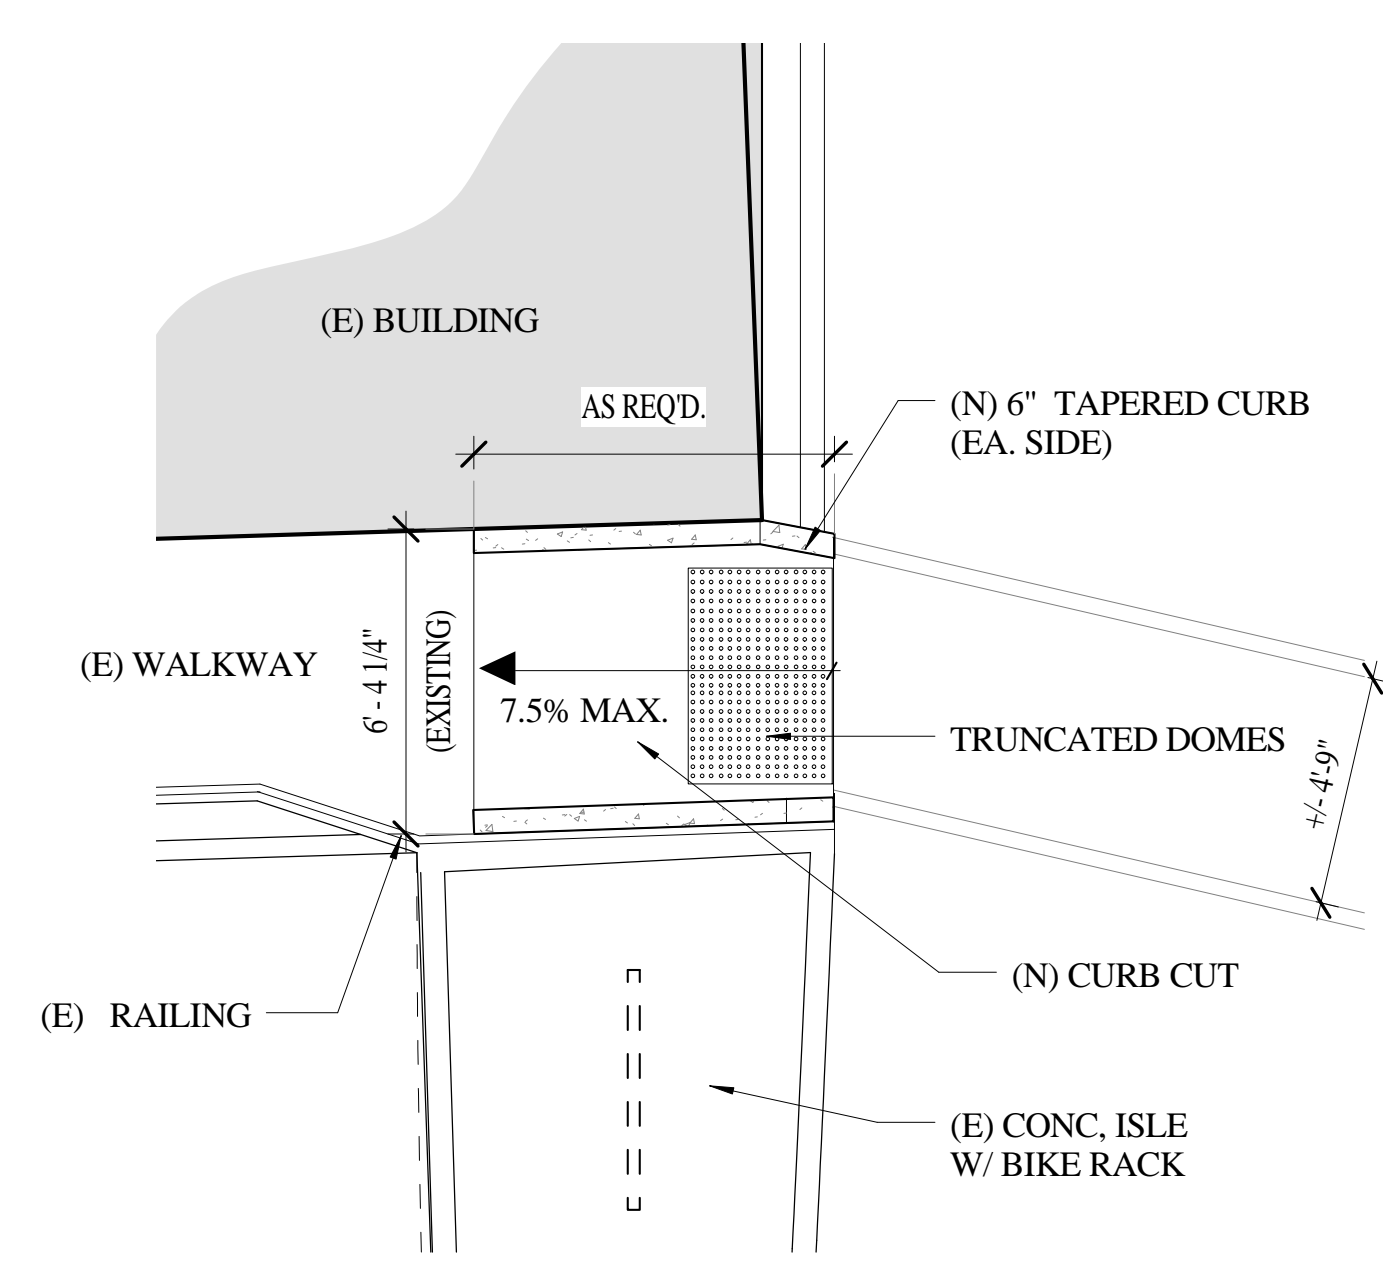 (E) BUILDING
AS REQ'D.
(N) 6" TAPERED CURB
(EA. SIDE)
(E) WALKWAY
6' - 4 1/4"
(EXISTING)
7.5% MAX.
TRUNCATED DOMES
+/- 4'-9"
(N) CURB CUT
(E) RAILING
(E) CONC, ISLE
W/ BIKE RACK